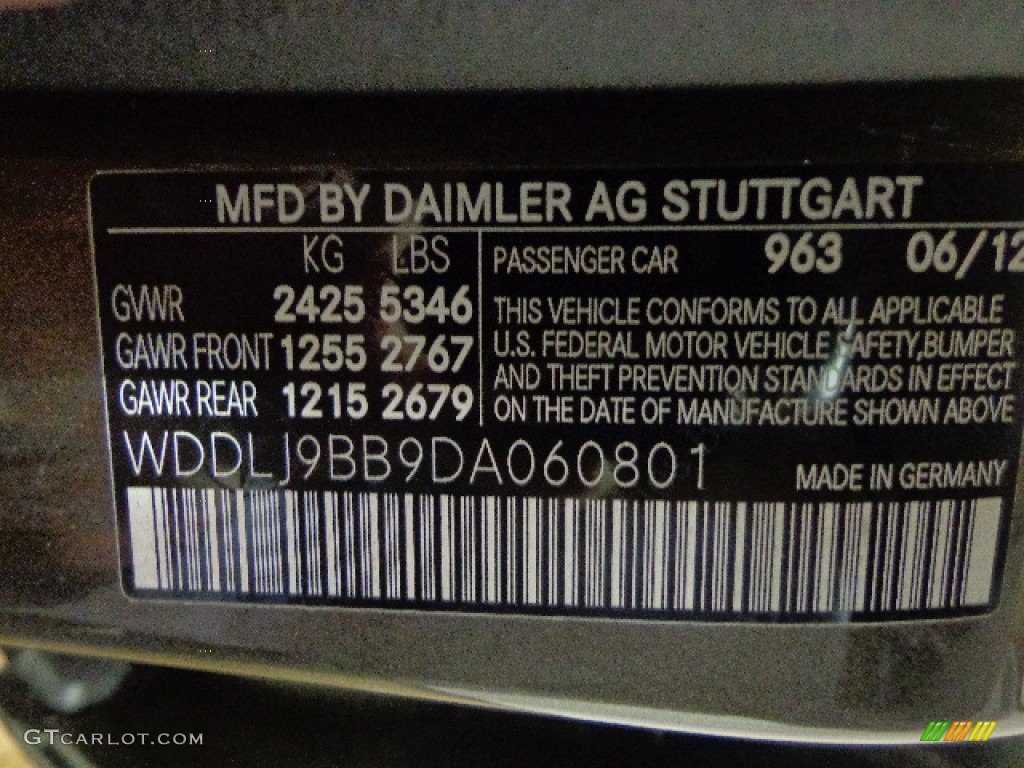 MFD BY DAIMLER AG STUTTGART
KG LBS
GVWR 2425 5346
GAWR FRONT 1255 2767
GAWR REAR 1215 2679
PASSENGER CAR 963 06/12
THIS VEHICLE CONFORMS TO ALL APPLICABLE
U.S. FEDERAL MOTOR VEHICLE SAFETY,BUMPER
AND THEFT PREVENTION STANDARDS IN EFFECT
ON THE DATE OF MANUFACTURE SHOWN ABOVE
WDDLJ9BB9DA060801
MADE IN GERMANY
GTCARLOT.COM